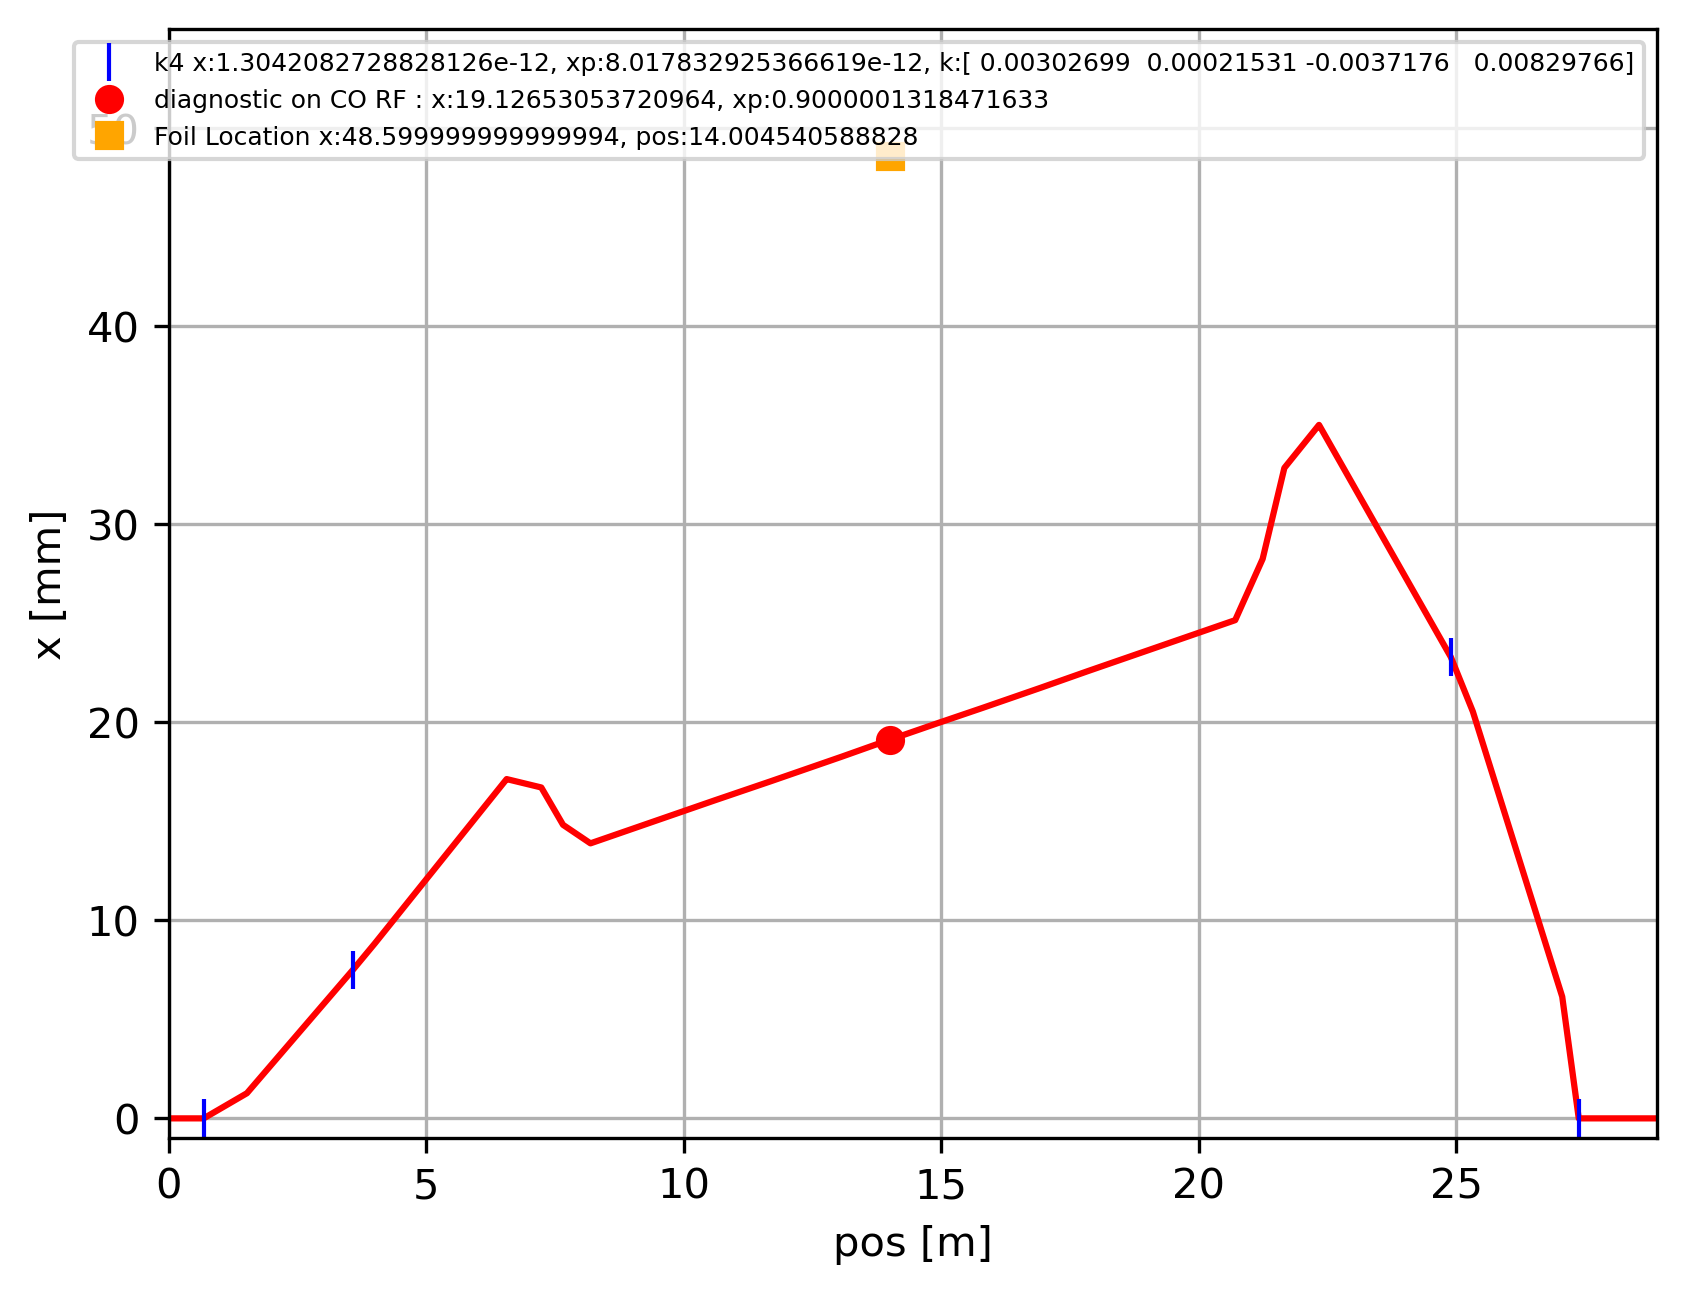 k4 x:1.3042082728828126e-12, xp:8.017832925366619e-12, k:[ 0.00302699  0.00021531 -0.0037176   0.00829766]
diagnostic on CO RF : x:19.12653053720964, xp:0.9000001318471633
Foil Location x:48.599999999999994, pos:14.004540588828
50
40
30
20
10
0
x [mm]
0 5 10 15 20 25
pos [m]